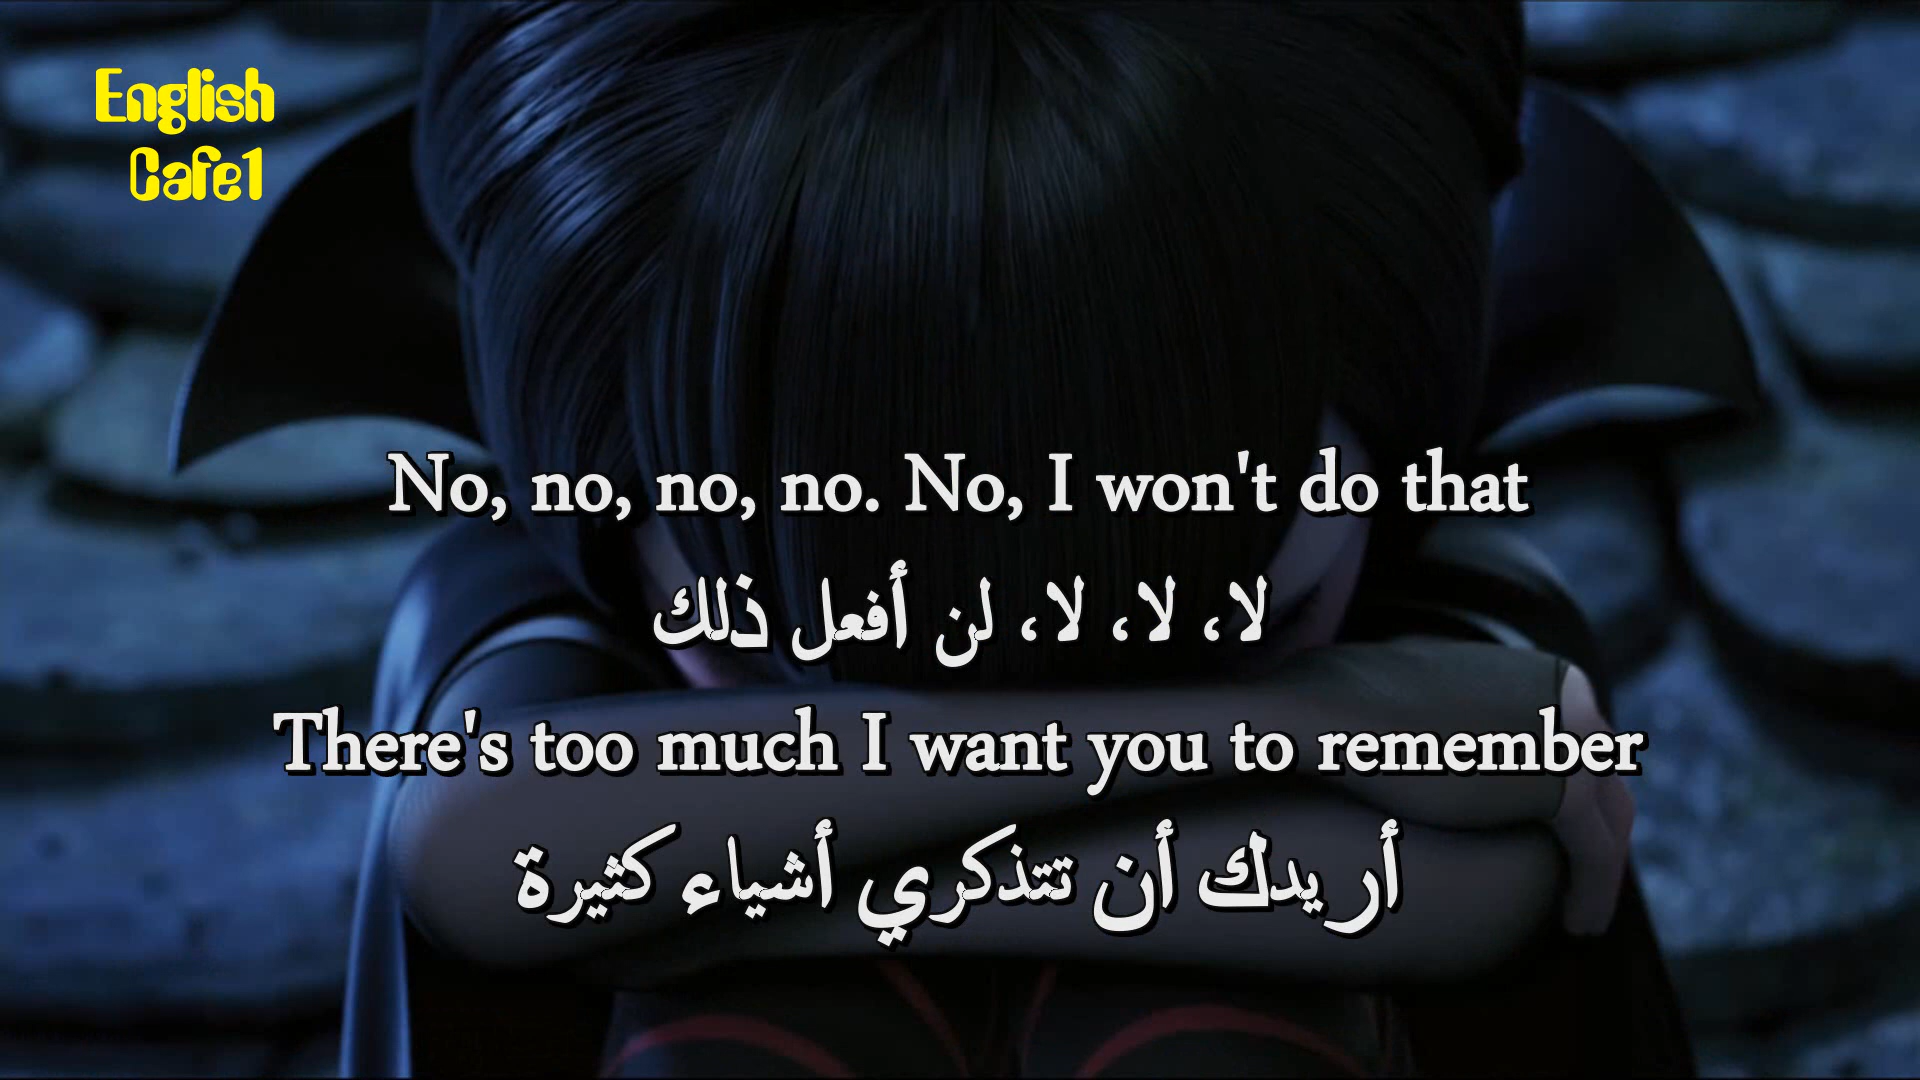 English
Cafe1
No, no, no, no. No, I won't do that
لا، لا، لا، لن أفعل ذلك
There's too much I want you to remember
أريدك أن تتذكري أشياء كثيرة